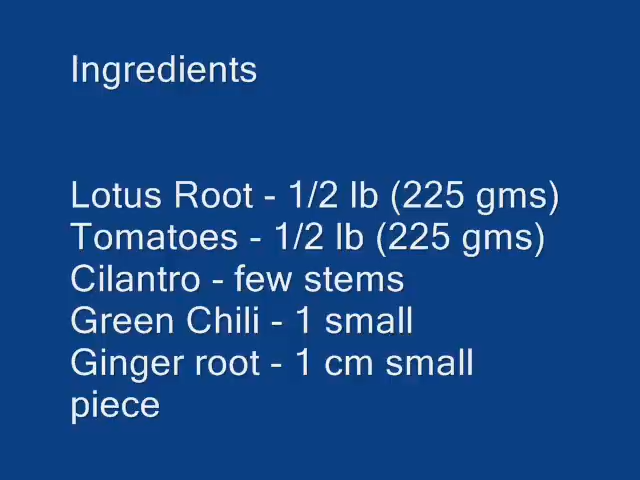 Ingredients
Lotus Root - 1/2 lb (225 gms)
Tomatoes - 1/2 lb (225 gms)
Cilantro - few stems
Green Chili - 1 small
Ginger root - 1 cm small
piece